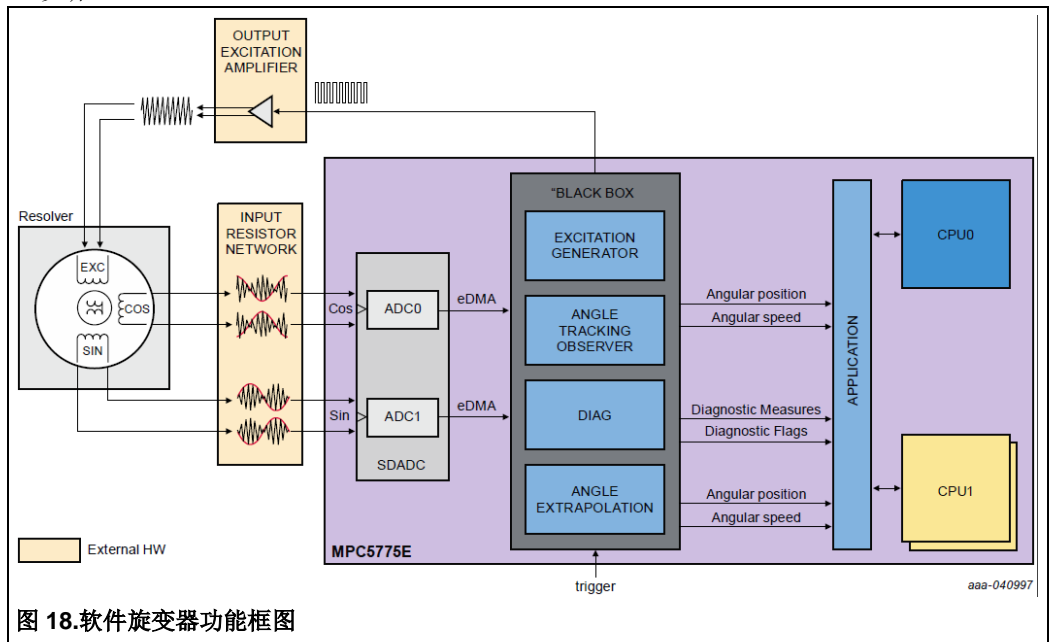 OUTPUT
EXCITATION
AMPLIFIER
Resolver
EXC
COS
SIN
INPUT
RESISTOR
NETWORK
Cos
ADC0
eDMA
Sin
ADC1
eDMA
SDADC
"BLACK BOX
EXCITATION
GENERATOR
ANGLE
TRACKING
OBSERVER
DIAG
ANGLE
EXTRAPOLATION
Angular position
Angular speed
Diagnostic Measures
Diagnostic Flags
Angular position
Angular speed
APPLICATION
CPU0
CPU1
External HW
MPC5775E
trigger
aaa-040997
图 18.软件旋变器功能框图